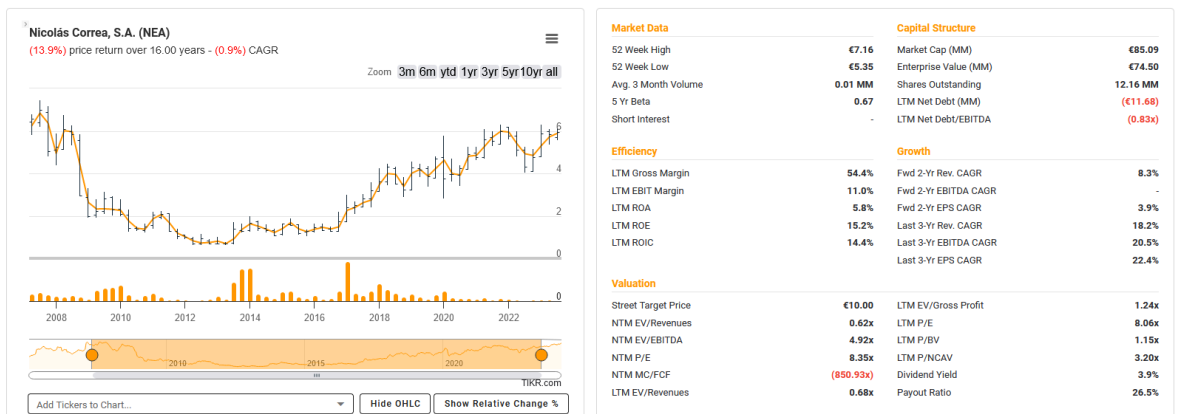 Nicolás Correa, S.A. (NEA)
(13.9%) price return over 16.00 years - (0.9%) CAGR
Zoom 3m 6m ytd 1yr 3yr 5yr 10yr all
6
4
2
0
0
2008 2010 2012 2014 2016 2018 2020 2022
2010 2015 2020
TIKR.com
Add Tickers to Chart...
Hide OHLC
Show Relative Change %
Market Data
52 Week High €7.16
52 Week Low €5.35
Avg. 3 Month Volume 0.01 MM
5 Yr Beta 0.67
Short Interest -
Capital Structure
Market Cap (MM) €85.09
Enterprise Value (MM) €74.50
Shares Outstanding 12.16 MM
LTM Net Debt (MM) (€11.68)
LTM Net Debt/EBITDA (0.83x)
Efficiency
LTM Gross Margin 54.4%
LTM EBIT Margin 11.0%
LTM ROA 5.8%
LTM ROE 15.2%
LTM ROIC 14.4%
Growth
Fwd 2-Yr Rev. CAGR 8.3%
Fwd 2-Yr EBITDA CAGR -
Fwd 2-Yr EPS CAGR 3.9%
Last 3-Yr Rev. CAGR 18.2%
Last 3-Yr EBITDA CAGR 20.5%
Last 3-Yr EPS CAGR 22.4%
Valuation
Street Target Price €10.00
NTM EV/Revenues 0.62x
NTM EV/EBITDA 4.92x
NTM P/E 8.35x
NTM MC/FCF (850.93x)
LTM EV/Revenues 0.68x
LTM EV/Gross Profit 1.24x
LTM P/E 8.06x
LTM P/BV 1.15x
LTM P/NCAV 3.20x
Dividend Yield 3.9%
Payout Ratio 26.5%